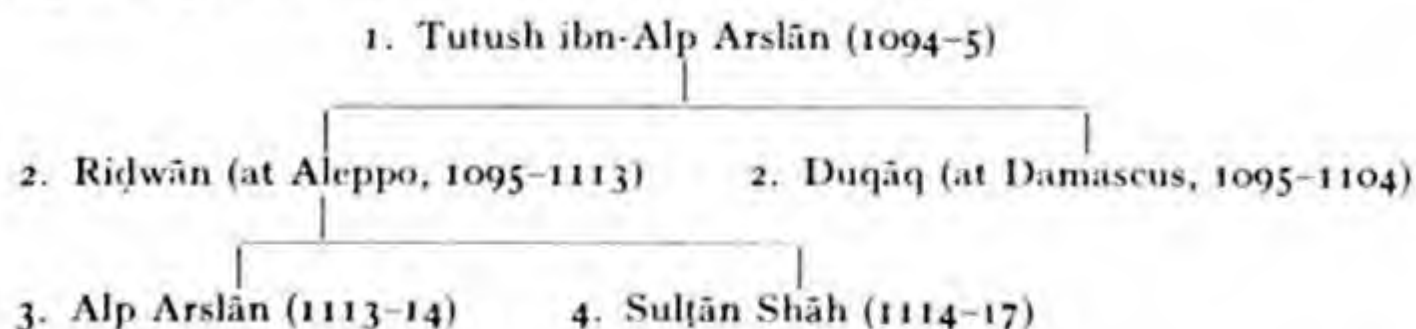 1. Tutush ibn-Alp Arslān (1094–5)
2. Riḍwān (at Aleppo, 1095–1113) 2. Duqāq (at Damascus, 1095–1104)
3. Alp Arslān (1113–14) 4. Sulṭān Shāh (1114–17)